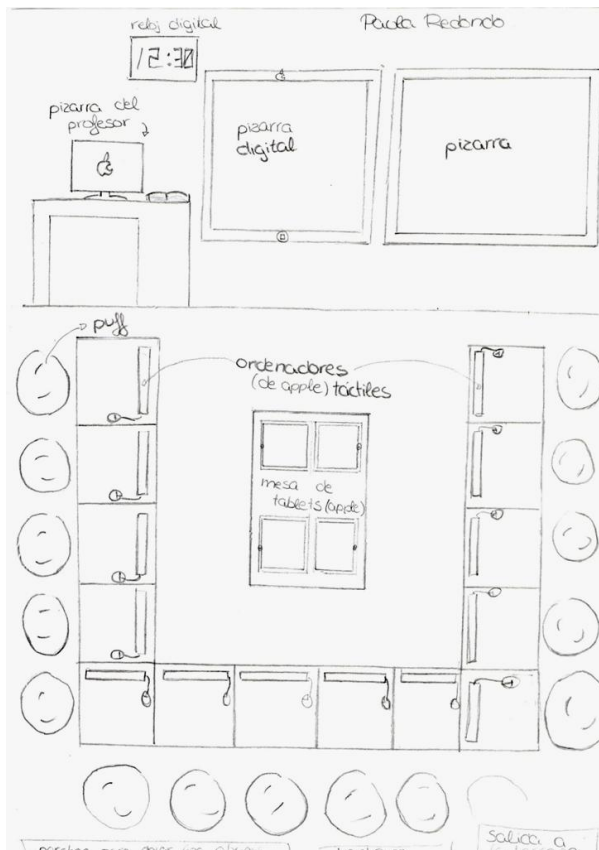 reloj digital
Paola Redondo
12:30
pizarra del
profesor
pizarra
digital
pizarra
puff
ordenadores
(de apple) táctiles
mesa de
tablets (apple)
salida a